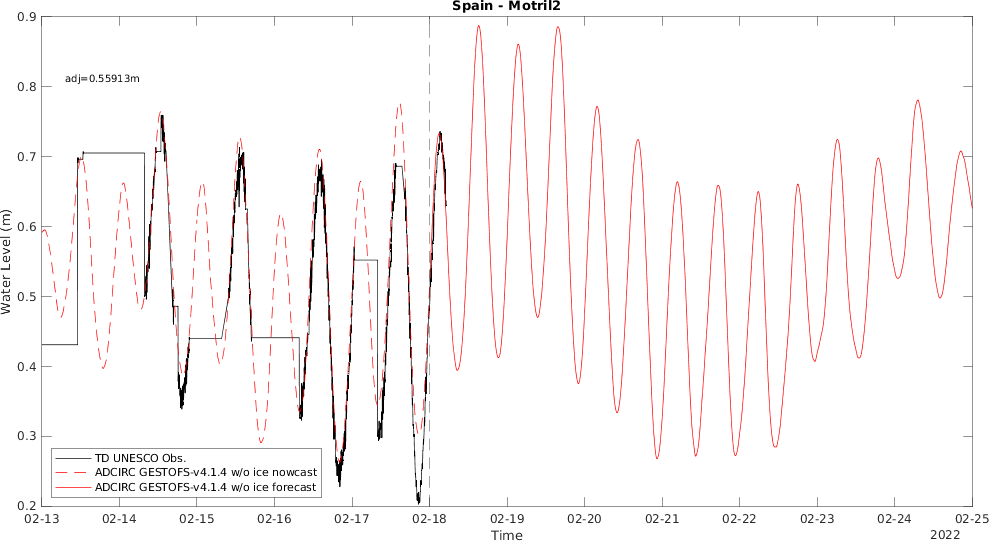 Spain - Motril2
0.9
0.8
0.7
0.6
0.5
0.4
0.3
0.2
Water Level (m)
adj=0.55913m
TD UNESCO Obs.
ADCIRC GESTOFS-v4.1.4 w/o ice nowcast
ADCIRC GESTOFS-v4.1.4 w/o ice forecast
02-13 02-14 02-15 02-16 02-17 02-18 02-19 02-20 02-21 02-22 02-23 02-24 02-25
Time
2022